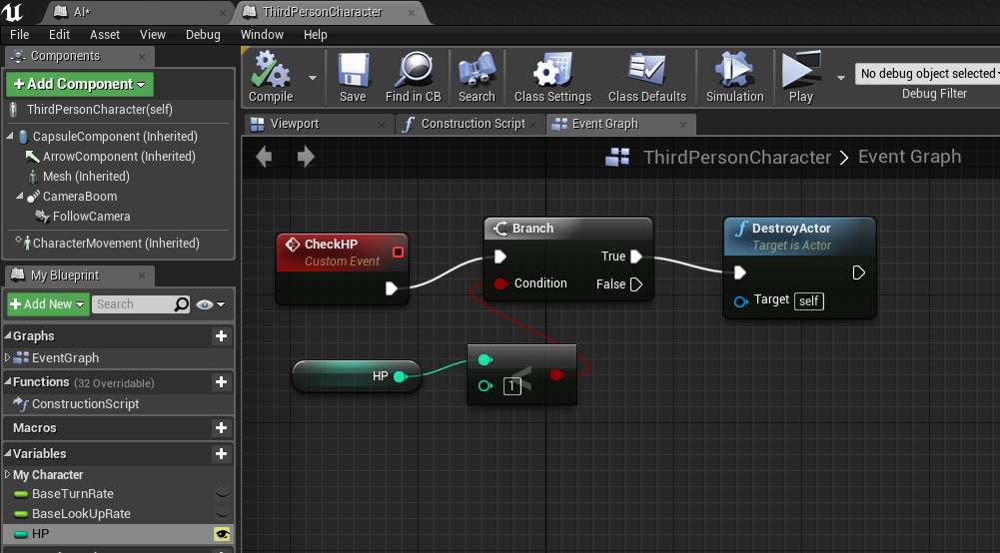 AI*
ThirdPersonCharacter
File Edit Asset View Debug Window Help
Components
+ Add Component
ThirdPersonCharacter(self)
CapsuleComponent (Inherited)
ArrowComponent (Inherited)
Mesh (Inherited)
CameraBoom
FollowCamera
CharacterMovement (Inherited)
My Blueprint
+ Add New
Search
Graphs
EventGraph
Functions (32 Overridable)
ConstructionScript
Macros
Variables
My Character
BaseTurnRate
BaseLookUpRate
HP
Compile
Save
Find in CB
Search
Class Settings
Class Defaults
Simulation
Play
No debug object selected
Debug Filter
Viewport
Construction Script
Event Graph
ThirdPersonCharacter > Event Graph
CheckHP
Custom Event
Branch
True
Condition
False
DestroyActor
Target is Actor
Target self
HP
< 1